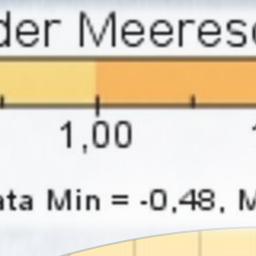 der Meeres
1,00
ata Min = -0,48, M